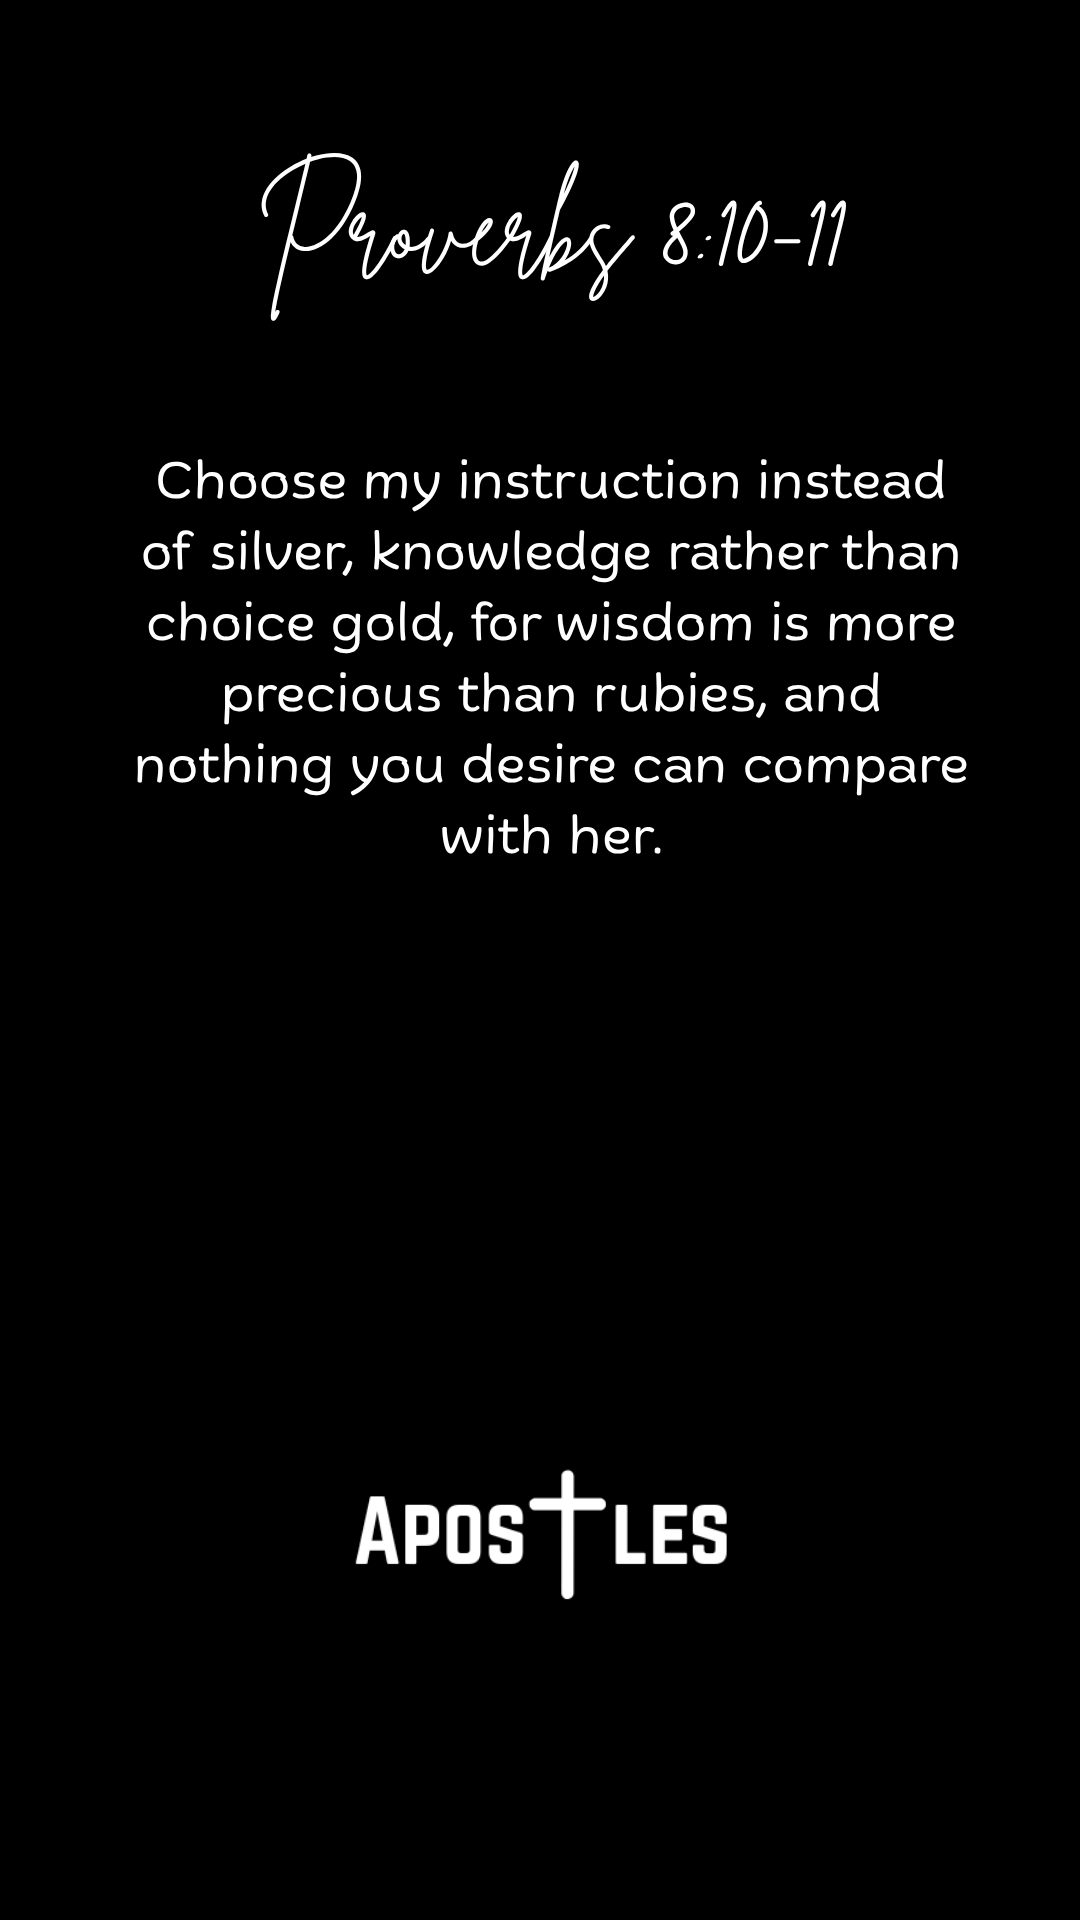 Proverbs 8:10-11
Choose my instruction instead
of silver, knowledge rather than
choice gold, for wisdom is more
precious than rubies, and
nothing you desire can compare
with her.
APOSTLES